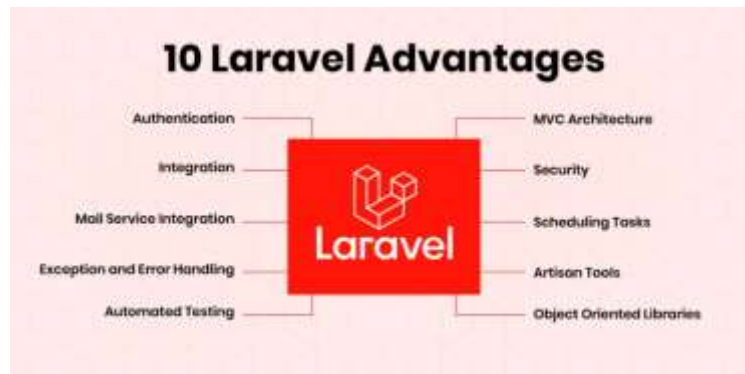 10 Laravel Advantages
Authentication
Integration
Mail Service Integration
Exception and Error Handling
Automated Testing
Laravel
MVC Architecture
Security
Scheduling Tasks
Artisan Tools
Object Oriented Libraries